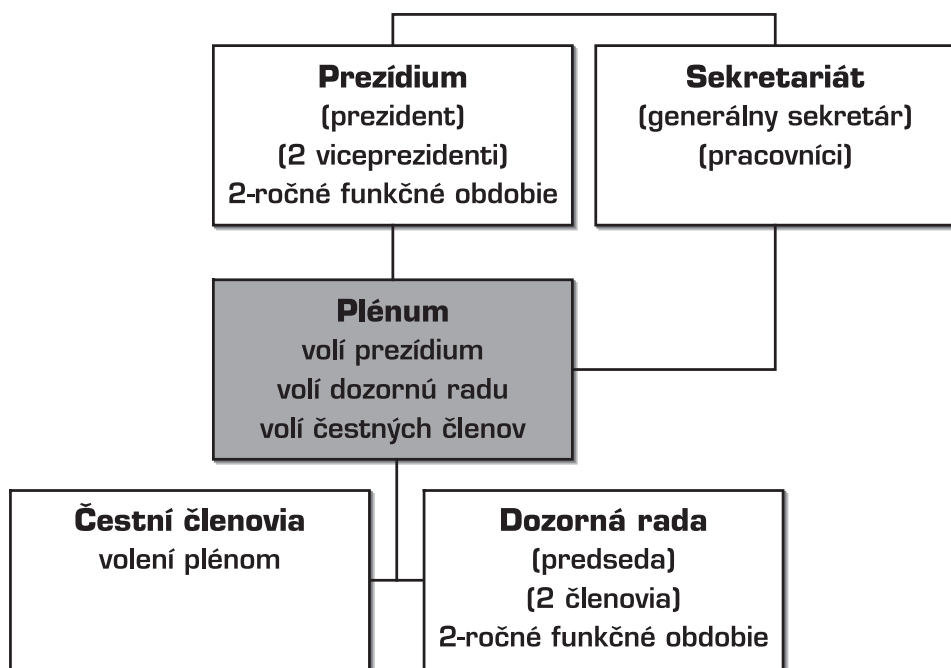 Prezídium
(prezident)
(2 viceprezidenti)
2-ročné funkčné obdobie
Sekretariát
(generálny sekretár)
(pracovníci)
Plénum
volí prezídium
volí dozornú radu
volí čestných členov
Čestní členovia
volení plénom
Dozorná rada
(predseda)
(2 členovia)
2-ročné funkčné obdobie